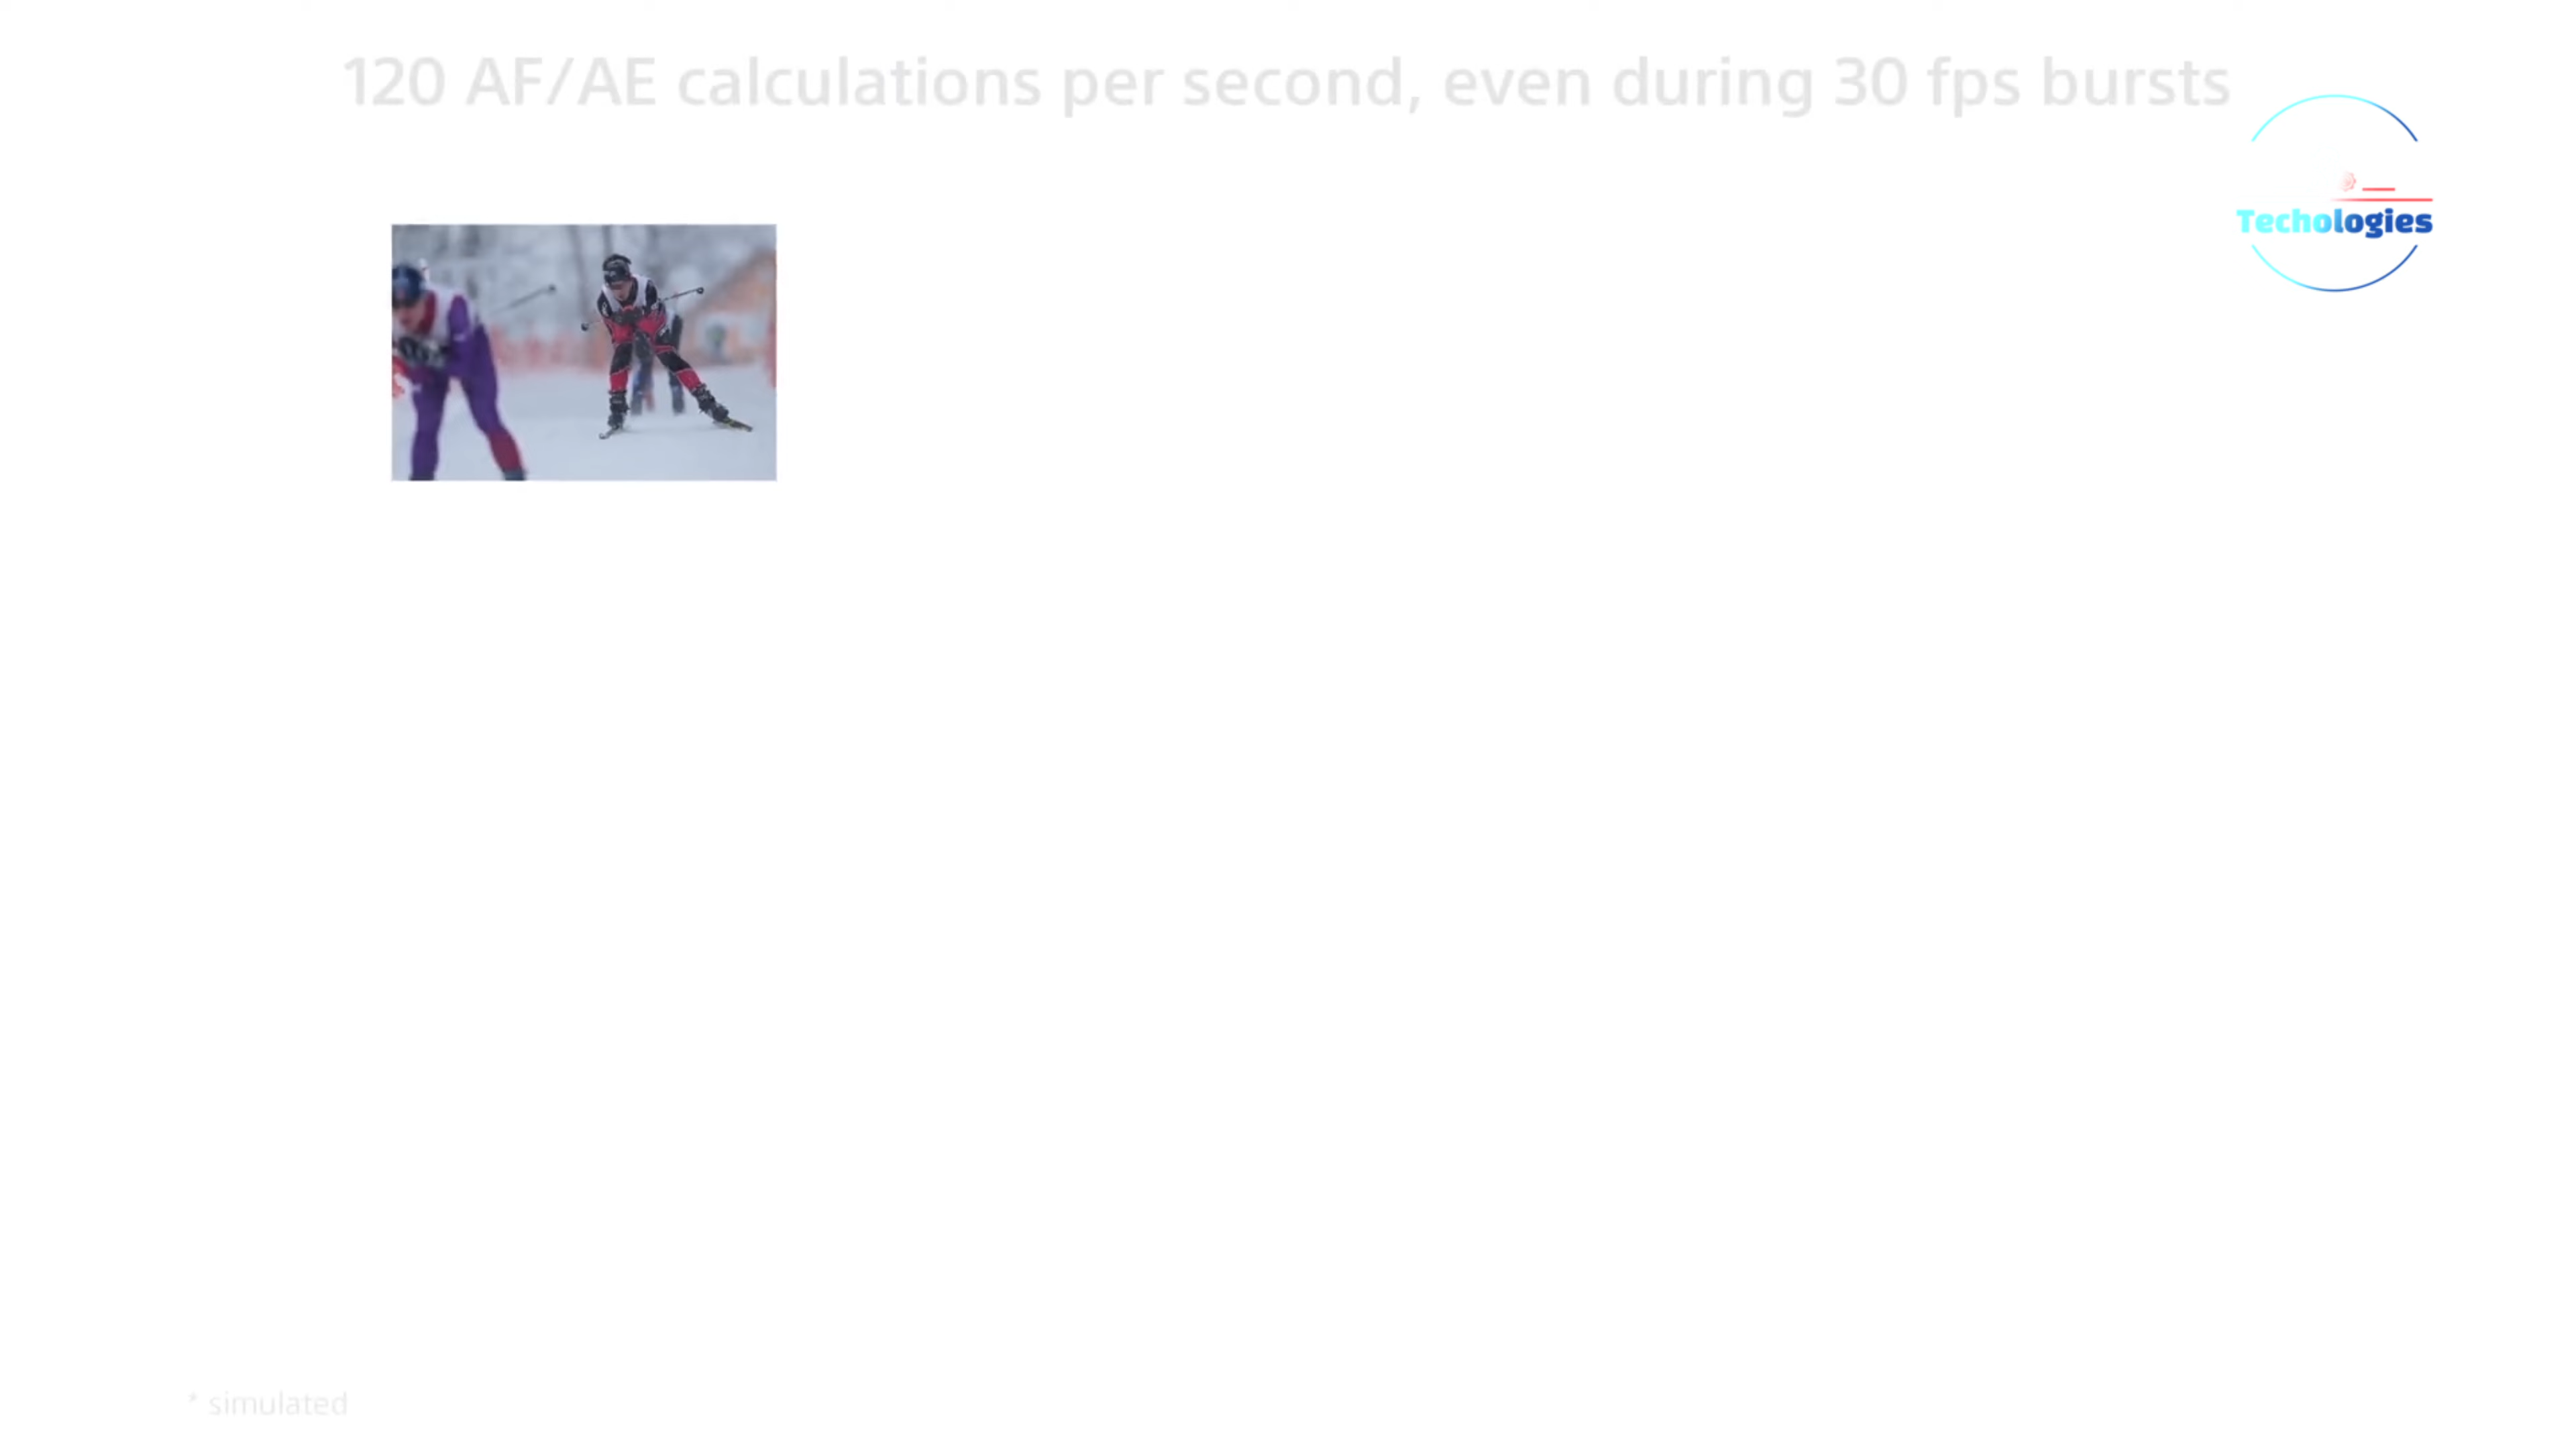 120 AF/AE calculations per second, even during 30 fps bursts
Techologies
* simulated